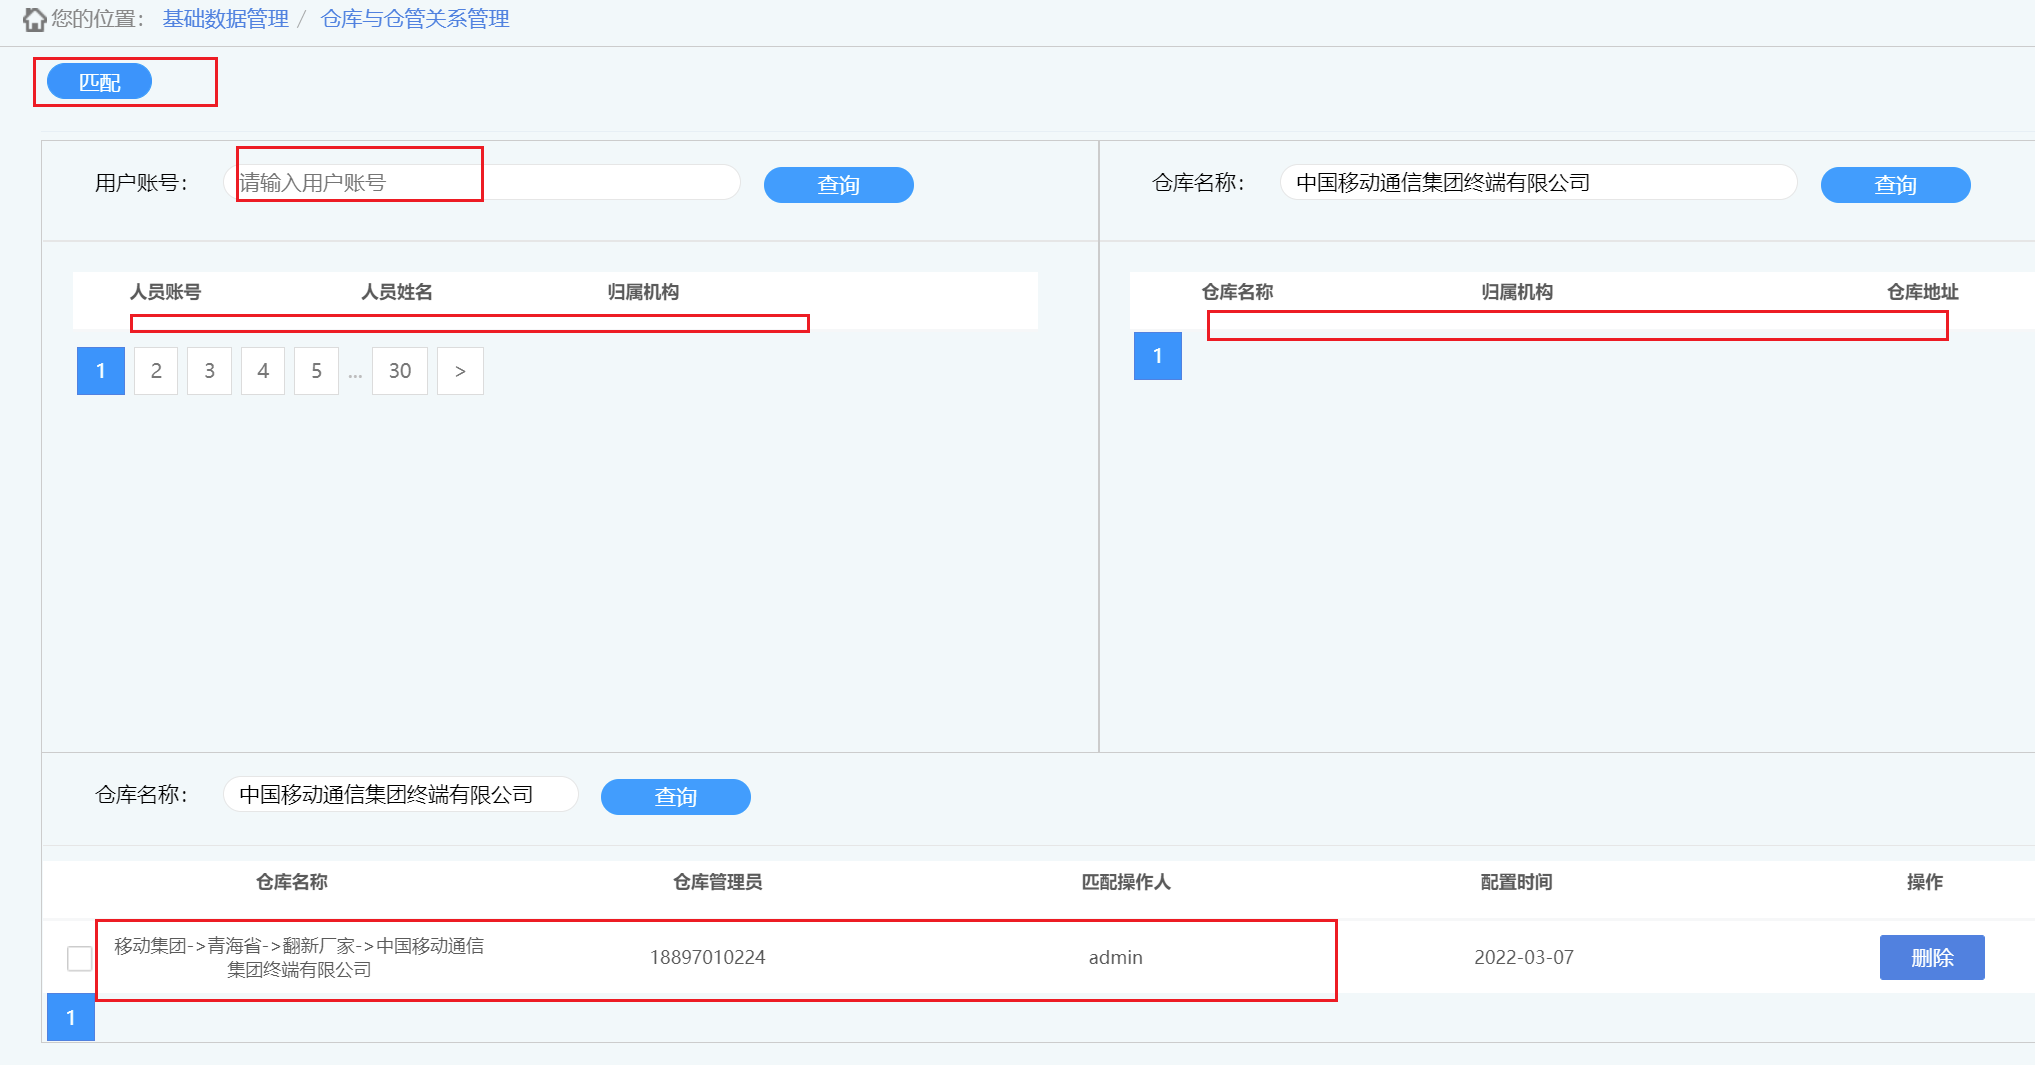 您的位置： 基础数据管理 / 仓库与仓管关系管理
匹配
用户账号： 请输入用户账号 查询
仓库名称： 中国移动通信集团终端有限公司 查询
人员账号 人员姓名 归属机构
仓库名称 归属机构 仓库地址
1 2 3 4 5 ... 30 >
1
仓库名称： 中国移动通信集团终端有限公司 查询
仓库名称 仓库管理员 匹配操作人 配置时间 操作
移动集团->青海省->翻新厂家->中国移动通信
集团终端有限公司
18897010224 admin 2022-03-07 删除
1